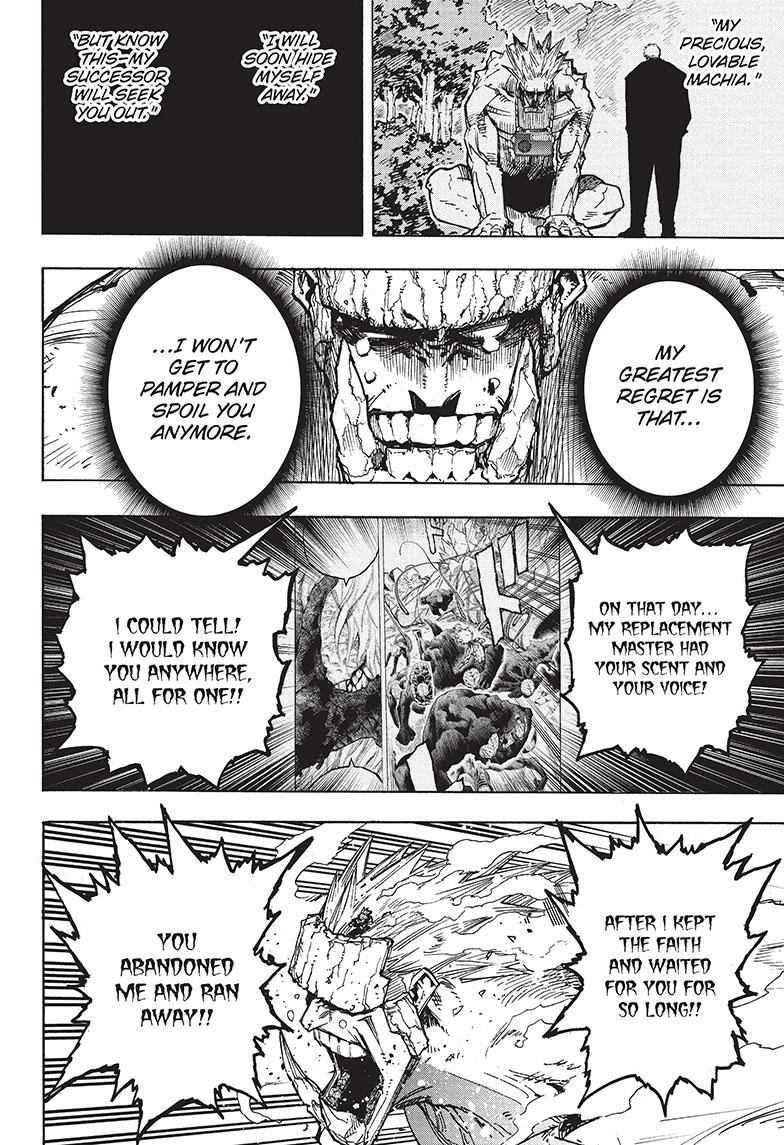 "MY
PRECIOUS,
LOVABLE
MACHIA."
"I WILL
SOON HIDE
MYSELF
AWAY."
"BUT KNOW
THIS—MY
SUCCESSOR
WILL SEEK
YOU OUT."
MY
GREATEST
REGRET IS
THAT...
...I WON'T
GET TO
PAMPER AND
SPOIL YOU
ANYMORE.
ON THAT DAY...
MY REPLACEMENT
MASTER HAD
YOUR SCENT AND
YOUR VOICE!
ドド
I COULD TELL!
I WOULD KNOW
YOU ANYWHERE,
ALL FOR ONE!!
AFTER I KEPT
THE FAITH
AND WAITED
FOR YOU FOR
SO LONG!!
YOU
ABANDONED
ME AND RAN
AWAY!!